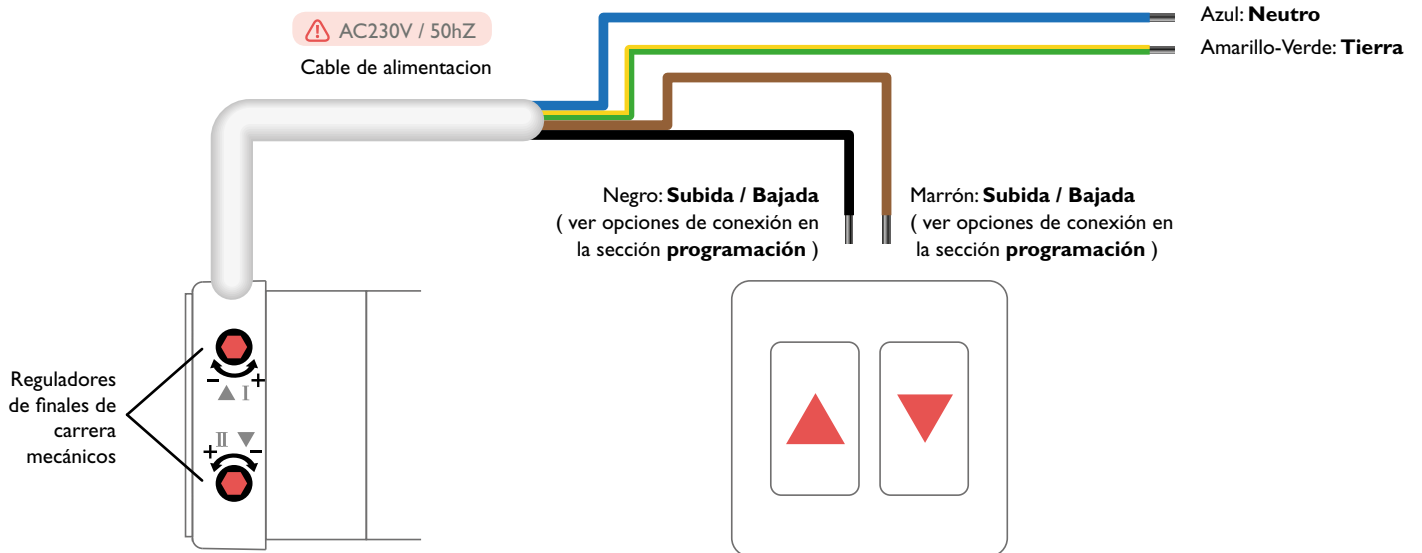 AC230V / 50hZ
Cable de alimentacion
Azul: Neutro
Amarillo-Verde: Tierra
Negro: Subida / Bajada
( ver opciones de conexión en
la sección programación )
Marrón: Subida / Bajada
( ver opciones de conexión en
la sección programación )
Reguladores
de finales de
carrera
mecánicos
- +
▲ I
II ▼
+ -